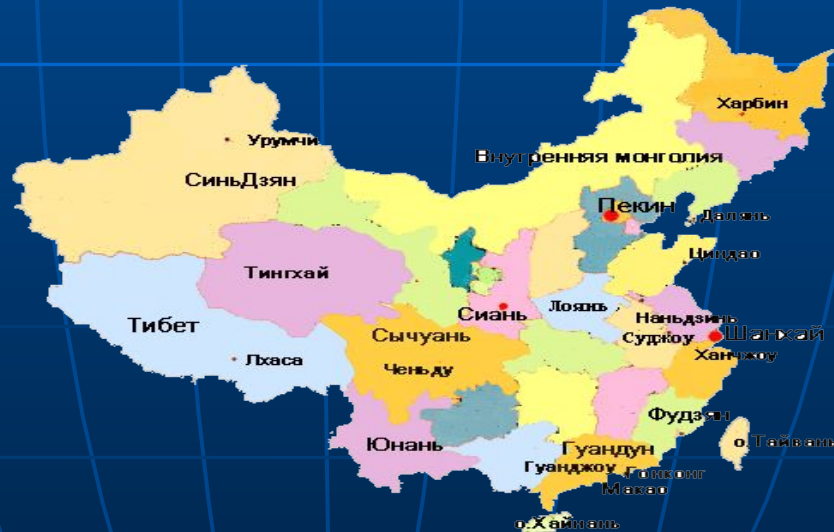 Харбин
Урумчи
Внутренняя монголия
СиньДзян
Пекин
Далянь
Циндао
Тингхай
Сиань
Лоянь
Наньдзинь
Тибет
Сычуань
Суджоу
Шанхай
Ханчжоу
Лхаса
Ченьду
Фудзян
Юнань
Гуандун
о.Тайвань
Гуанджоу
Гонконг
Макао
о.Хайнань